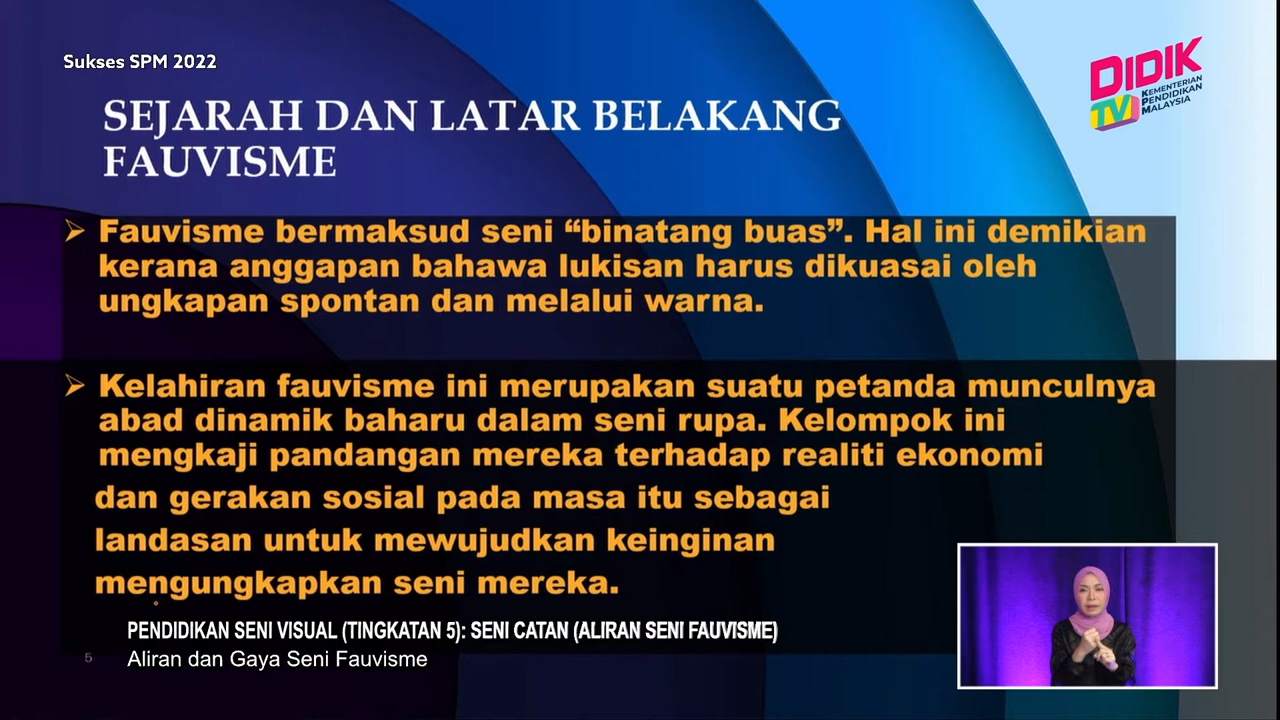 Sukses SPM 2022
DIDIK
TV
KEMENTERIAN
PENDIDIKAN
MALAYSIA
SEJARAH DAN LATAR BELAKANG
FAUVISME
➢ Fauvisme bermaksud seni “binatang buas”. Hal ini demikian
kerana anggapan bahawa lukisan harus dikuasai oleh
ungkapan spontan dan melalui warna.
➢ Kelahiran fauvisme ini merupakan suatu petanda munculnya
abad dinamik baharu dalam seni rupa. Kelompok ini
mengkaji pandangan mereka terhadap realiti ekonomi
dan gerakan sosial pada masa itu sebagai
landasan untuk mewujudkan keinginan
mengungkapkan seni mereka.
PENDIDIKAN SENI VISUAL (TINGKATAN 5): SENI CATAN (ALIRAN SENI FAUVISME)
5
Aliran dan Gaya Seni Fauvisme